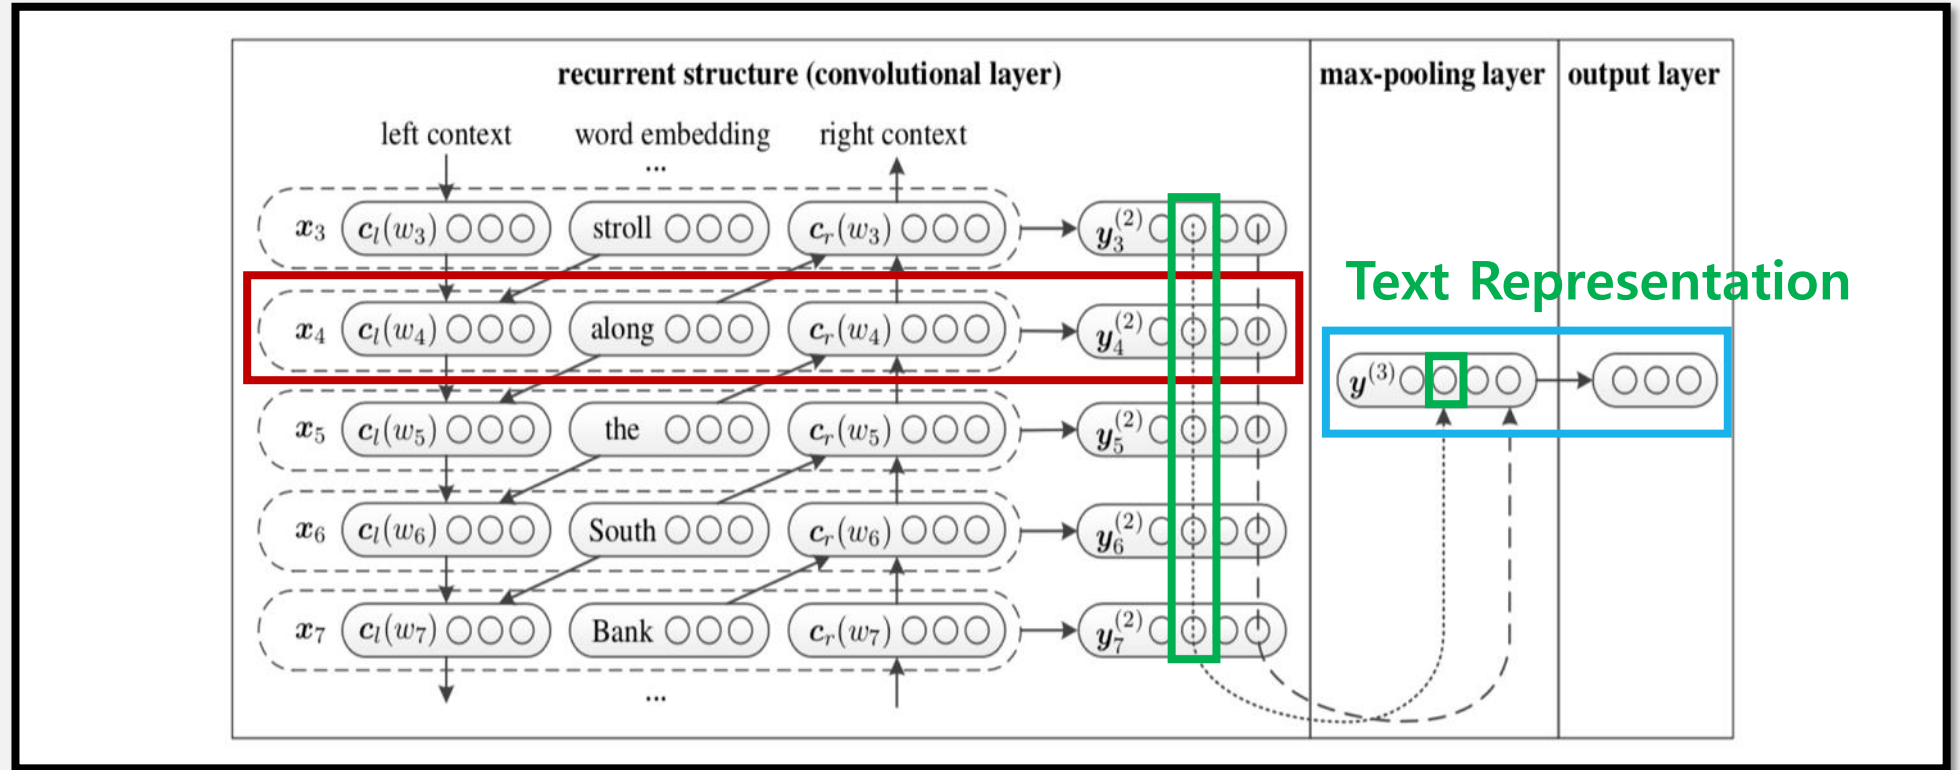 recurrent structure (convolutional layer)
max-pooling layer
output layer
left context
word embedding
right context
...
x₃ cₗ(w₃) stroll cᵣ(w₃) y₃⁽²⁾
Text Representation
x₄ cₗ(w₄) along cᵣ(w₄) y₄⁽²⁾
y⁽³⁾
x₅ cₗ(w₅) the cᵣ(w₅) y₅⁽²⁾
x₆ cₗ(w₆) South cᵣ(w₆) y₆⁽²⁾
x₇ cₗ(w₇) Bank cᵣ(w₇) y₇⁽²⁾
...